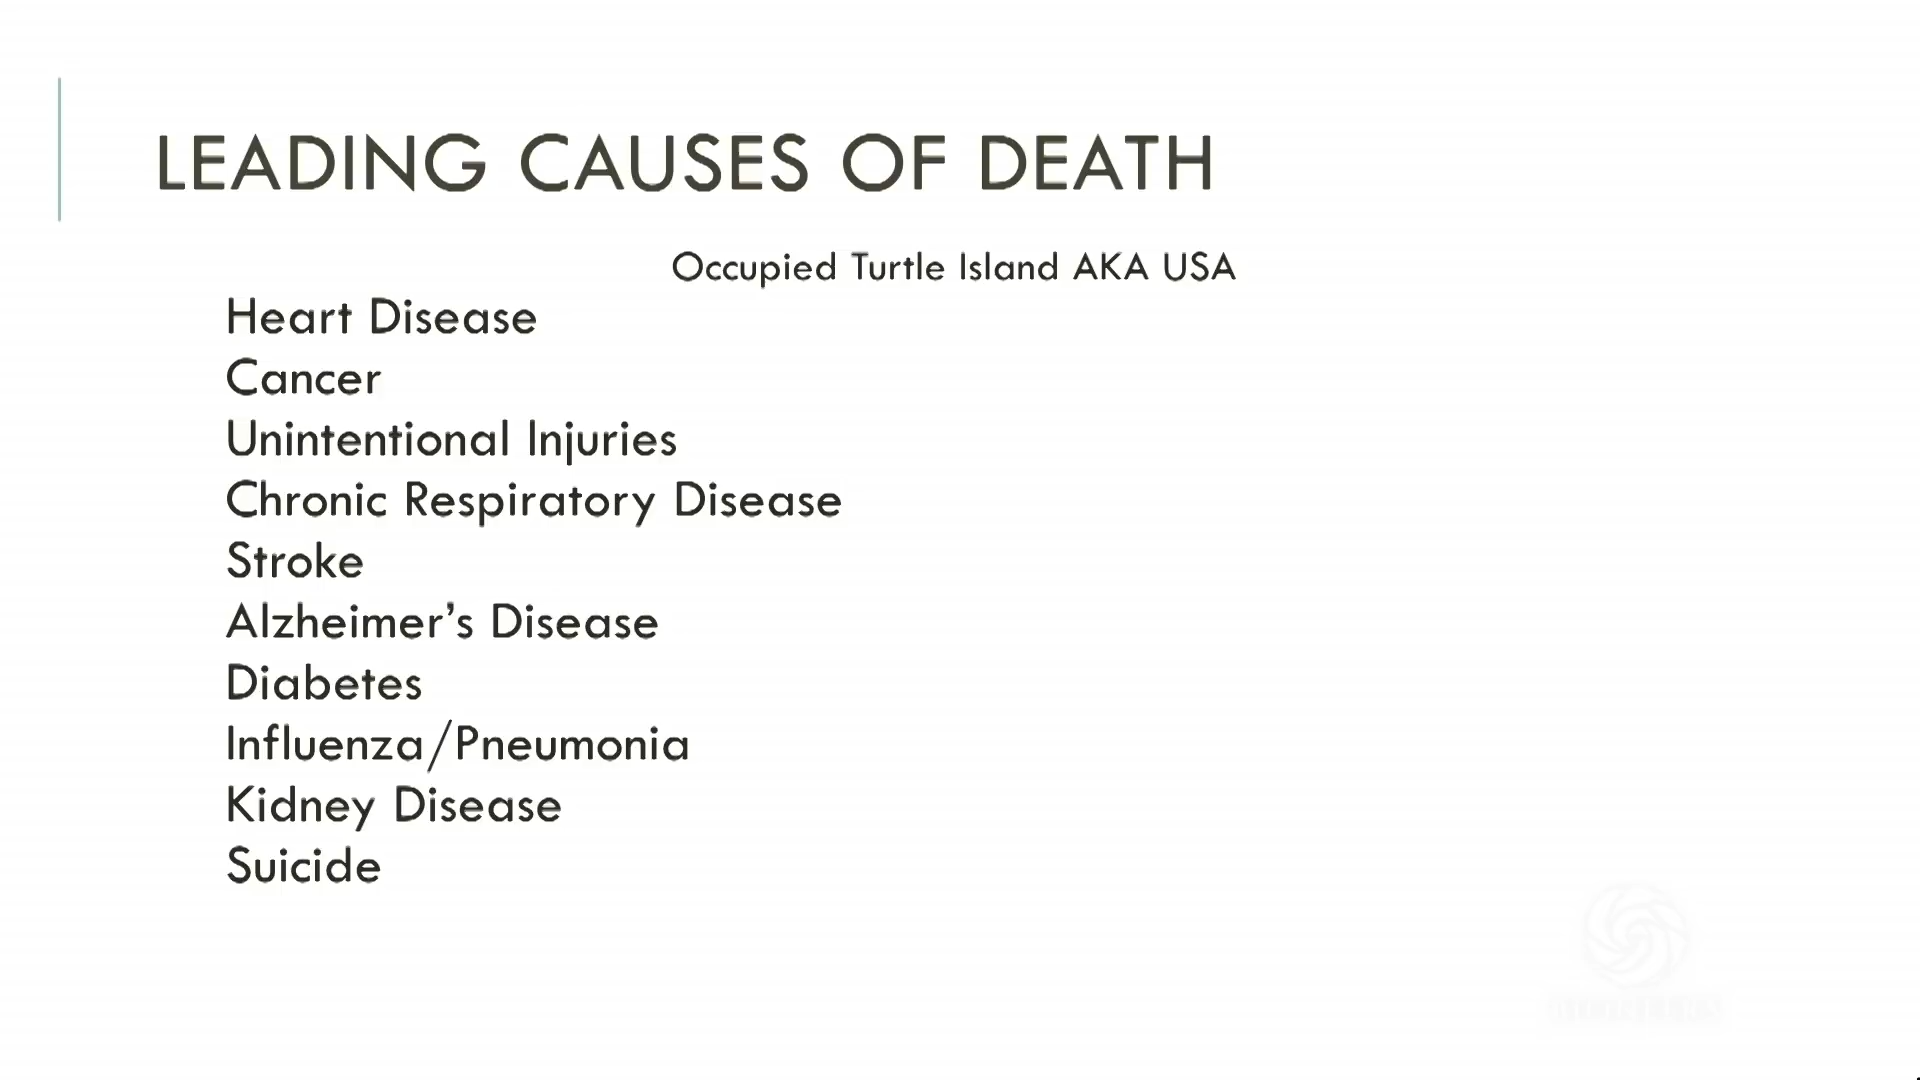 LEADING CAUSES OF DEATH
Occupied Turtle Island AKA USA
Heart Disease
Cancer
Unintentional Injuries
Chronic Respiratory Disease
Stroke
Alzheimer’s Disease
Diabetes
Influenza/Pneumonia
Kidney Disease
Suicide